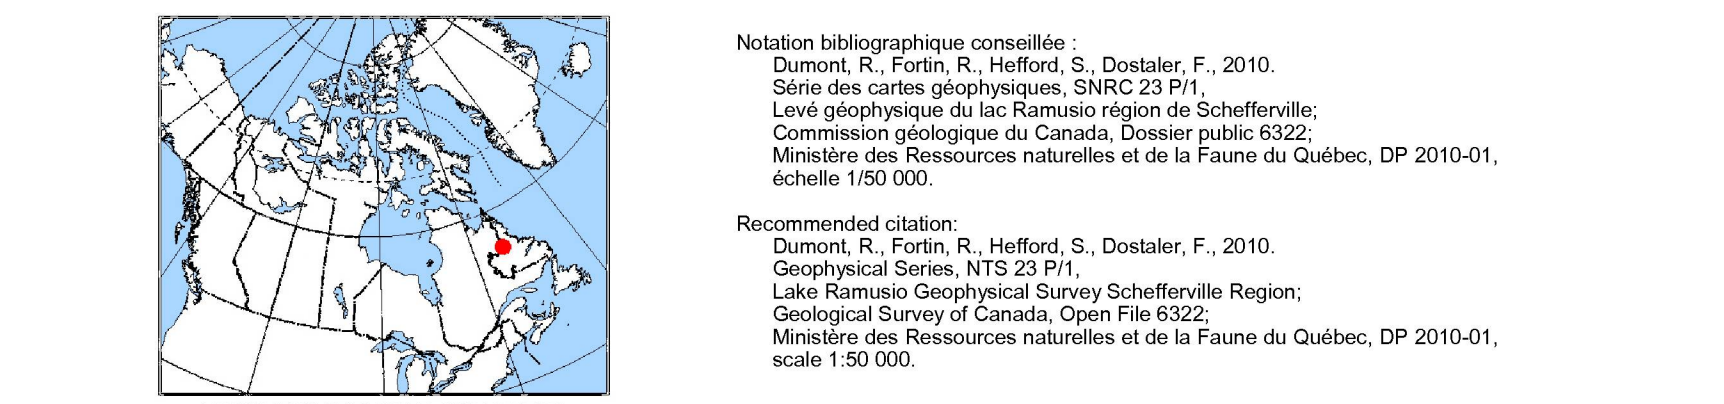 Notation bibliographique conseillée :
Dumont, R., Fortin, R., Hefford, S., Dostaler, F., 2010.
Série des cartes géophysiques, SNRC 23 P/1,
Levé géophysique du lac Ramusio région de Schefferville;
Commission géologique du Canada, Dossier public 6322;
Ministère des Ressources naturelles et de la Faune du Québec, DP 2010-01,
échelle 1/50 000.
Recommended citation:
Dumont, R., Fortin, R., Hefford, S., Dostaler, F., 2010.
Geophysical Series, NTS 23 P/1,
Lake Ramusio Geophysical Survey Schefferville Region;
Geological Survey of Canada, Open File 6322;
Ministère des Ressources naturelles et de la Faune du Québec, DP 2010-01,
scale 1:50 000.